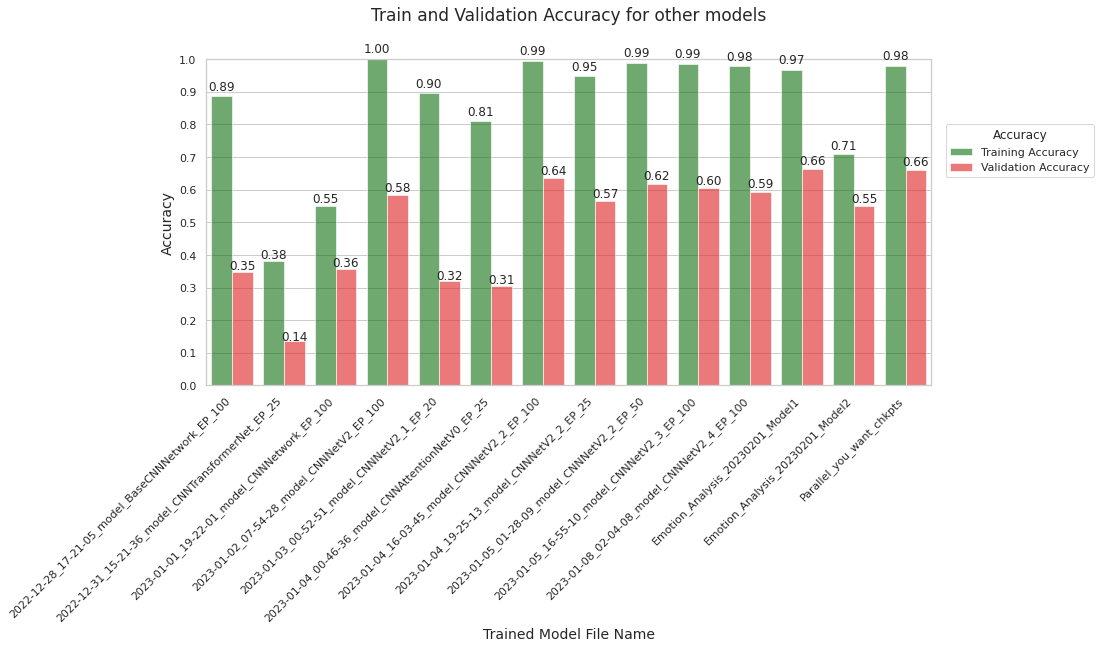 Train and Validation Accuracy for other models
Accuracy
1.0
0.9
0.8
0.7
0.6
0.5
0.4
0.3
0.2
0.1
0.0
0.89
0.35
0.38
0.14
0.55
0.36
1.00
0.58
0.90
0.32
0.81
0.31
0.99
0.64
0.95
0.57
0.99
0.62
0.99
0.60
0.98
0.59
0.97
0.66
0.71
0.55
0.98
0.66
Accuracy
Training Accuracy
Validation Accuracy
2022-12-28_17-21-05_model_BaseCNNNetwork_EP_100
2022-12-31_15-21-36_model_CNNTransformerNet_EP_25
2023-01-01_19-22-01_model_CNNNetwork_EP_100
2023-01-02_07-54-28_model_CNNNetV2_EP_100
2023-01-03_00-52-51_model_CNNNetV2_1_EP_20
2023-01-04_00-46-36_model_CNNAttentionNetV0_EP_25
2023-01-04_16-03-45_model_CNNNetV2_2_EP_100
2023-01-04_19-25-13_model_CNNNetV2_2_EP_25
2023-01-05_01-28-09_model_CNNNetV2_2_EP_50
2023-01-05_16-55-10_model_CNNNetV2_3_EP_100
2023-01-08_02-04-08_model_CNNNetV2_4_EP_100
Emotion_Analysis_20230201_Model1
Emotion_Analysis_20230201_Model2
Parallel_you_want_chkpts
Trained Model File Name